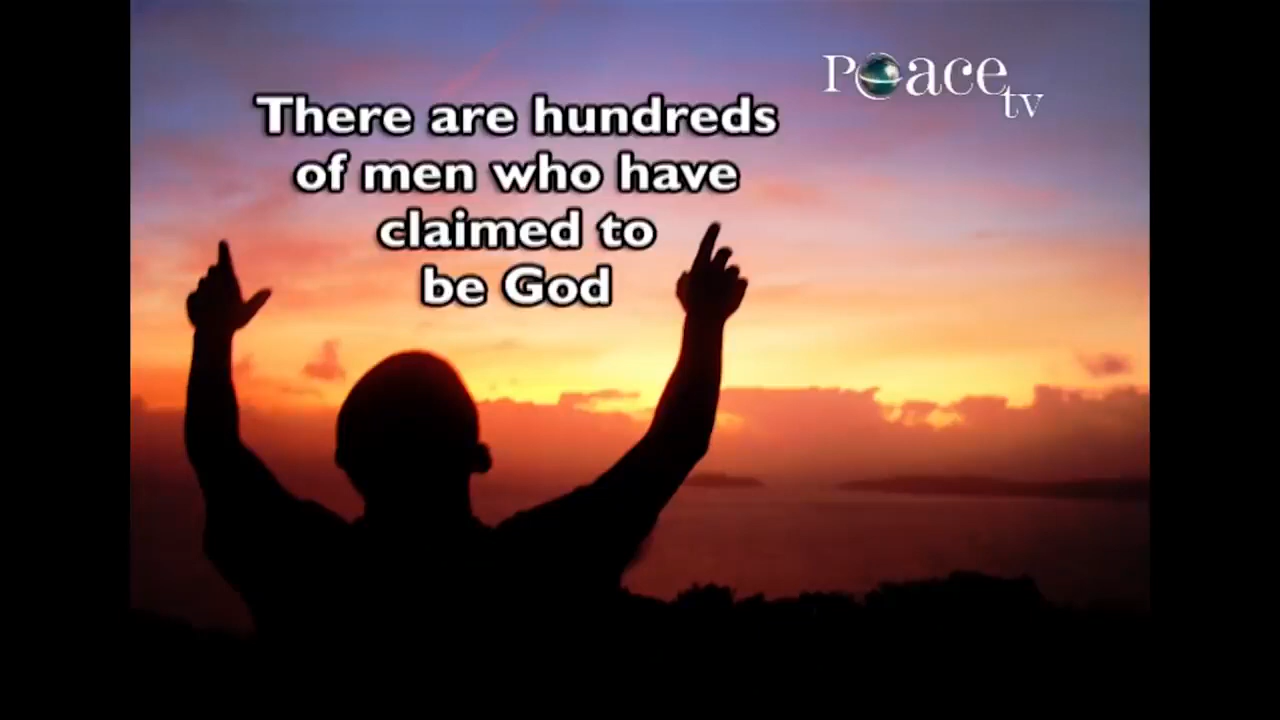 Peace
tv
There are hundreds
of men who have
claimed to
be God